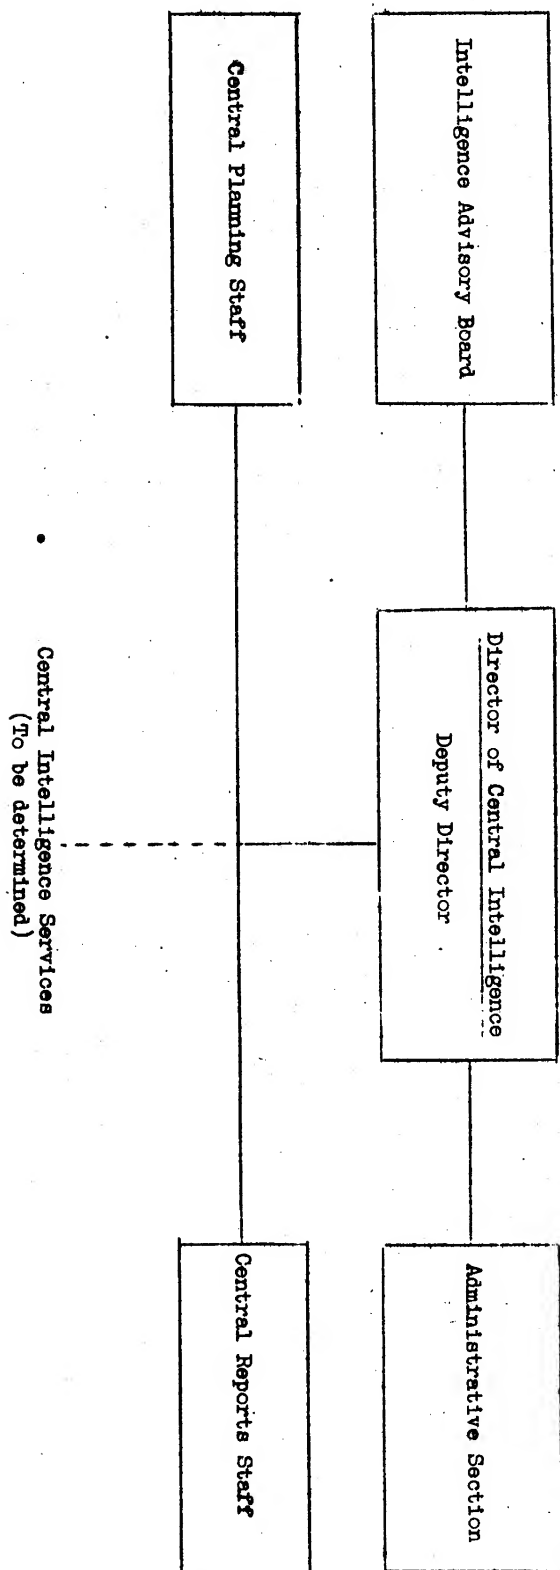 Intelligence Advisory Board
Director of Central Intelligence
Deputy Director
Administrative Section
Central Planning Staff
Central Reports Staff
Central Intelligence Services
(To be determined)